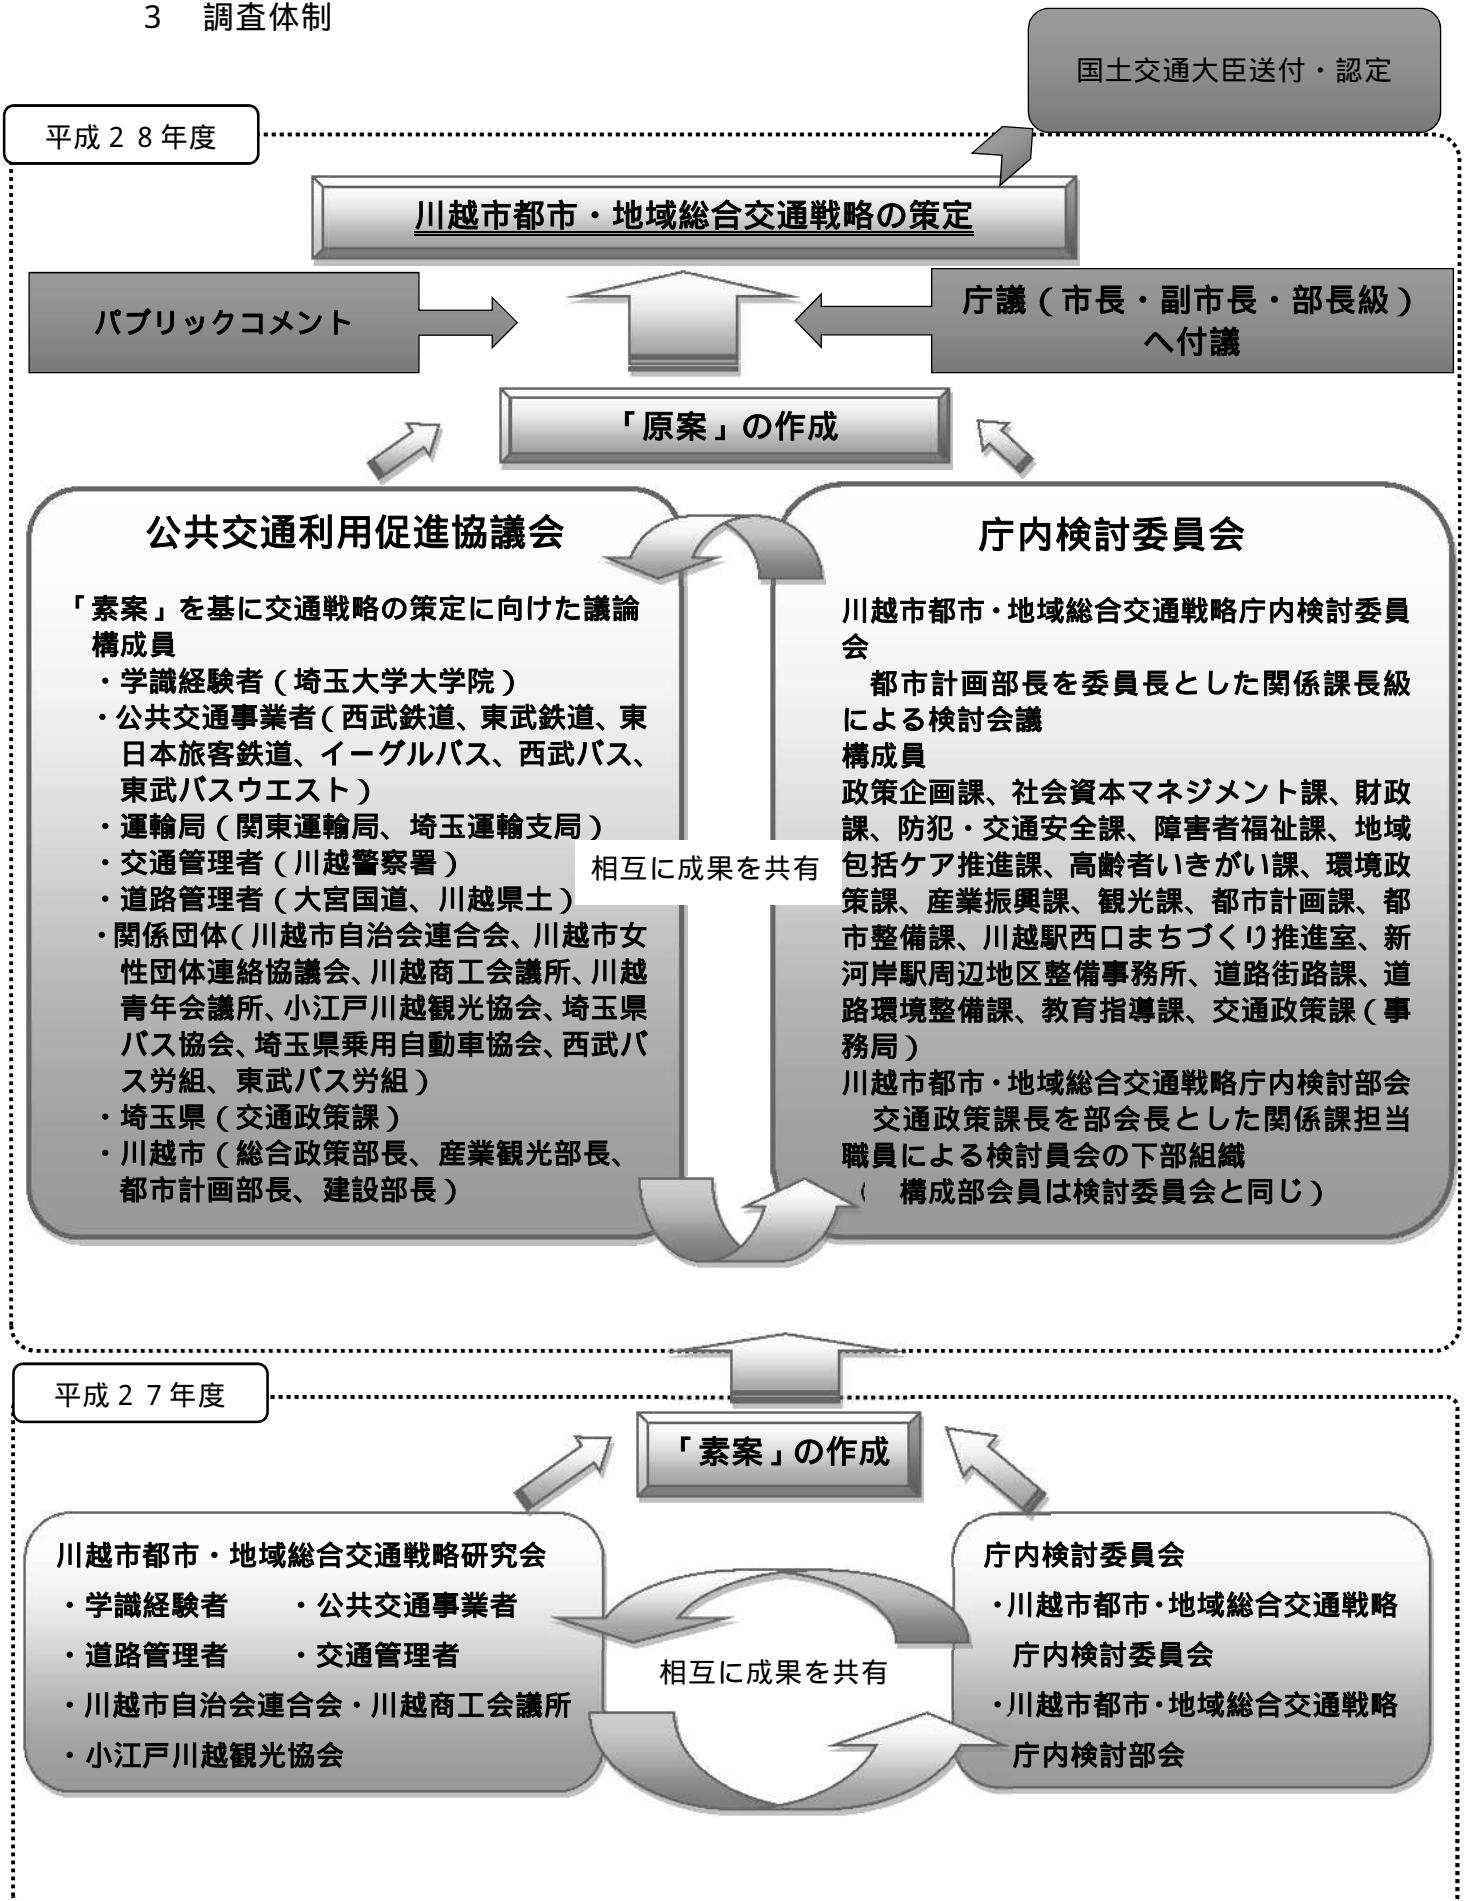 3　調査体制
国土交通大臣送付・認定
平成２８年度
川越市都市・地域総合交通戦略の策定
パブリックコメント
庁議（市長・副市長・部長級）
へ付議
「原案」の作成
公共交通利用促進協議会
「素案」を基に交通戦略の策定に向けた議論
構成員
・学識経験者（埼玉大学大学院）
・公共交通事業者（西武鉄道、東武鉄道、東
日本旅客鉄道、イーグルバス、西武バス、
東武バスウエスト）
・運輸局（関東運輸局、埼玉運輸支局）
・交通管理者（川越警察署）
・道路管理者（大宮国道、川越県土）
・関係団体（川越市自治会連合会、川越市女
性団体連絡協議会、川越商工会議所、川越
青年会議所、小江戸川越観光協会、埼玉県
バス協会、埼玉県乗用自動車協会、西武バ
ス労組、東武バス労組）
・埼玉県（交通政策課）
・川越市（総合政策部長、産業観光部長、
都市計画部長、建設部長）
相互に成果を共有
庁内検討委員会
川越市都市・地域総合交通戦略庁内検討委員
会
都市計画部長を委員長とした関係課長級
による検討会議
構成員
政策企画課、社会資本マネジメント課、財政
課、防犯・交通安全課、障害者福祉課、地域
包括ケア推進課、高齢者いきがい課、環境政
策課、産業振興課、観光課、都市計画課、都
市整備課、川越駅西口まちづくり推進室、新
河岸駅周辺地区整備事務所、道路街路課、道
路環境整備課、教育指導課、交通政策課（事
務局）
川越市都市・地域総合交通戦略庁内検討部会
交通政策課長を部会長とした関係課担当
職員による検討員会の下部組織
（　構成部会員は検討委員会と同じ）
平成２７年度
「素案」の作成
川越市都市・地域総合交通戦略研究会
・学識経験者　　・公共交通事業者
・道路管理者　　・交通管理者
・川越市自治会連合会・川越商工会議所
・小江戸川越観光協会
相互に成果を共有
庁内検討委員会
・川越市都市・地域総合交通戦略
庁内検討委員会
・川越市都市・地域総合交通戦略
庁内検討部会